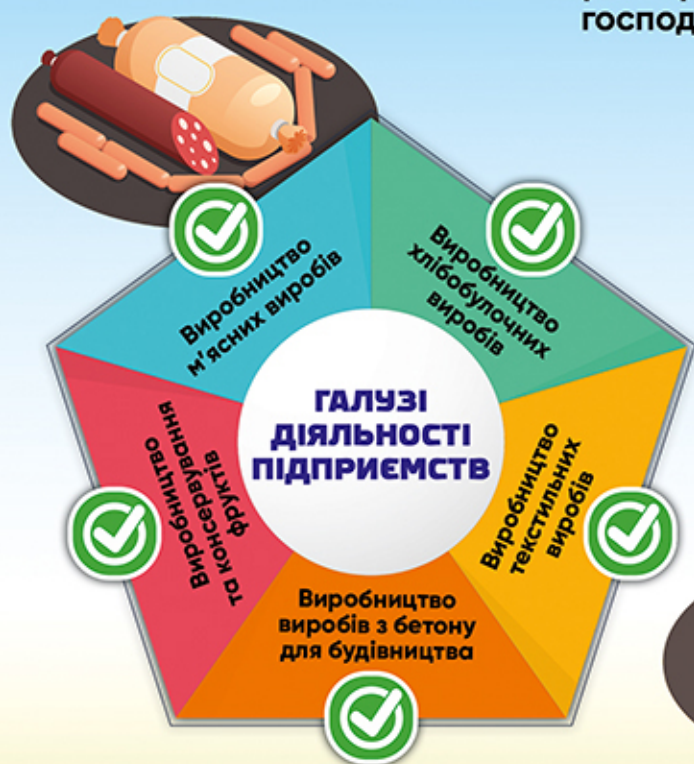 ГОСПОД
Виробництво
м'ясних виробів
Виробництво
хлібобулочних
виробів
ГАЛУЗІ
ДІЯЛЬНОСТІ
ПІДПРИЄМСТВ
Виробництво
та консервування
фруктів
Виробництво
текстильних
виробів
Виробництво
виробів з бетону
для будівництва